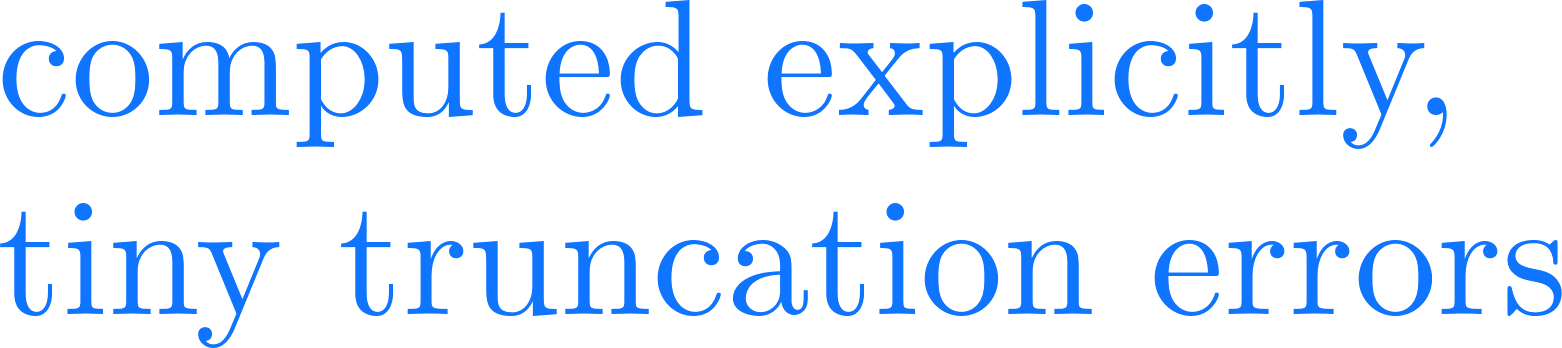 computed explicitly,
tiny truncation errors